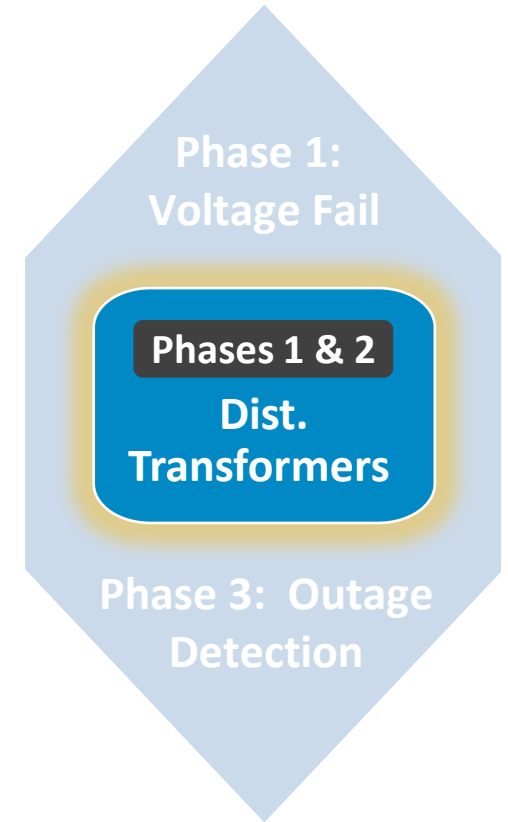 Phase 1:
Voltage Fail
Phases 1 & 2
Dist.
Transformers
Phase 3: Outage
Detection